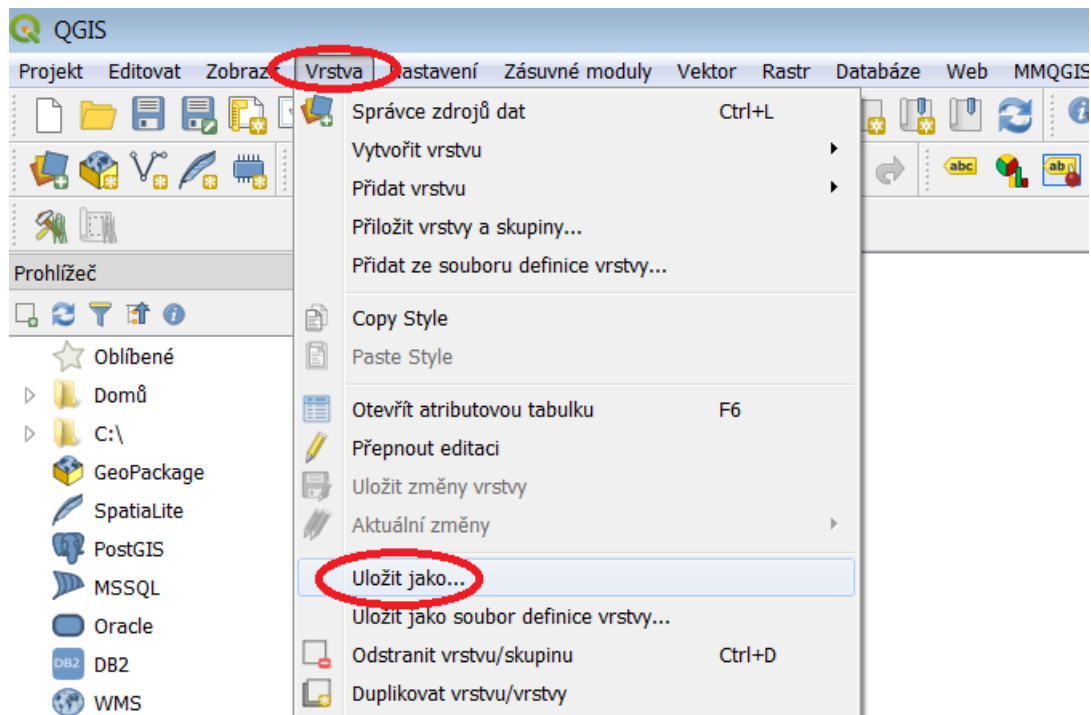 QGIS
Projekt Editovat Zobrazit Vrstva Nastavení Zásuvné moduly Vektor Rastr Databáze Web MMQGIS
Správce zdrojů dat Ctrl+L
Vytvořit vrstvu
abc
ab
Přidat vrstvu
Přiložit vrstvy a skupiny...
Přidat ze souboru definice vrstvy...
Prohlížeč
Copy Style
Oblíbené
Paste Style
Domů
Otevřít atributovou tabulku F6
C:\
Přepnout editaci
GeoPackage
Uložit změny vrstvy
SpatiaLite
Aktuální změny
PostGIS
Uložit jako...
MSSQL
Uložit jako soubor definice vrstvy...
Oracle
Odstranit vrstvu/skupinu Ctrl+D
DB2 DB2
Duplikovat vrstvu/vrstvy
WMS